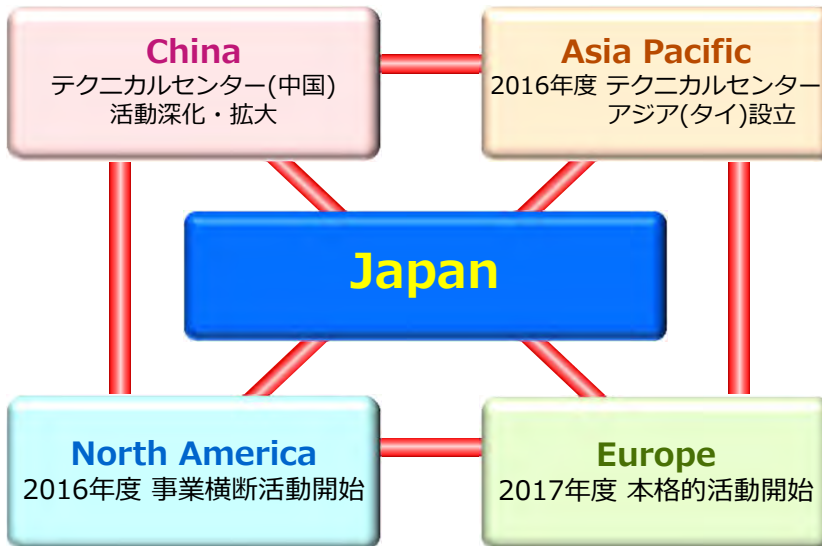 China
テクニカルセンター(中国)
活動深化・拡大
Asia Pacific
2016年度 テクニカルセンター
アジア(タイ)設立
Japan
North America
2016年度 事業横断活動開始
Europe
2017年度 本格的活動開始